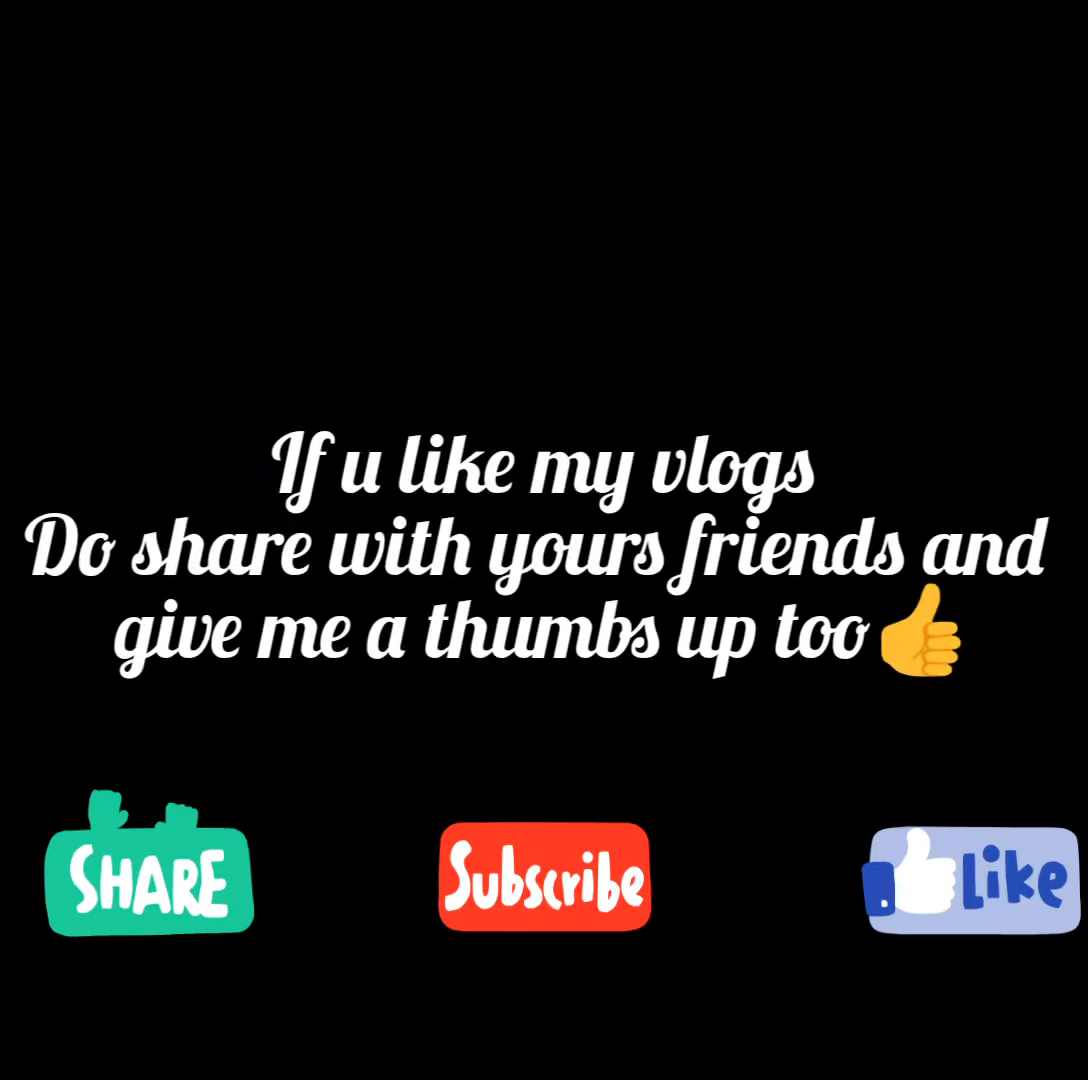 If u like my vlogs
Do share with yours friends and
give me a thumbs up too👍
SHARE
Subscribe
Like